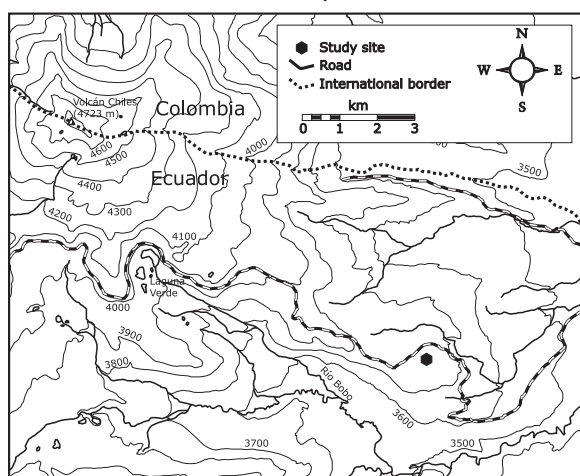 N
Study site
Road
W E
International border
S
km
0 1 2 3
Volcán Chiles
(4723 m)
Colombia
4000
3500
4600
4500
Ecuador
4400
4300
4200
4100
Laguna
Verde
4000
3900
3800
Río Bobo
3600
3700
3500